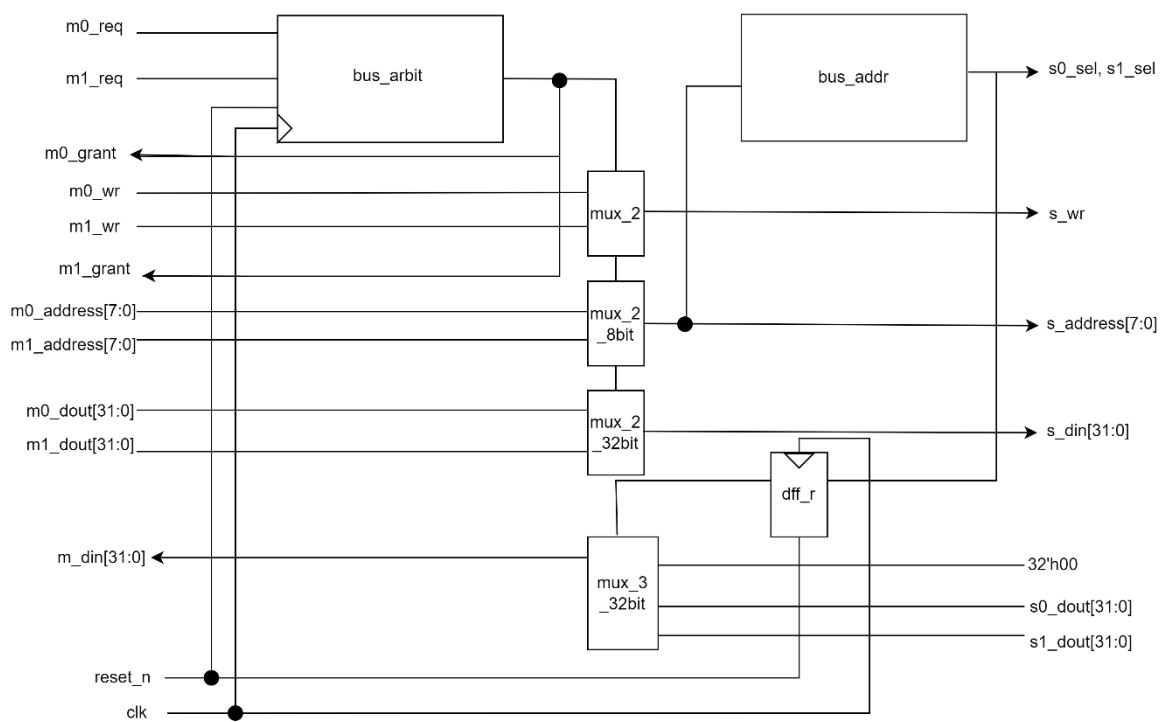 m0_req
bus_arbit
bus_addr
s0_sel, s1_sel
m1_req
m0_grant
m0_wr
mux_2
s_wr
m1_wr
m1_grant
m0_address[7:0]
mux_2
_8bit
s_address[7:0]
m1_address[7:0]
m0_dout[31:0]
mux_2
_32bit
s_din[31:0]
m1_dout[31:0]
dff_r
m_din[31:0]
mux_3
_32bit
32'h00
s0_dout[31:0]
s1_dout[31:0]
reset_n
clk